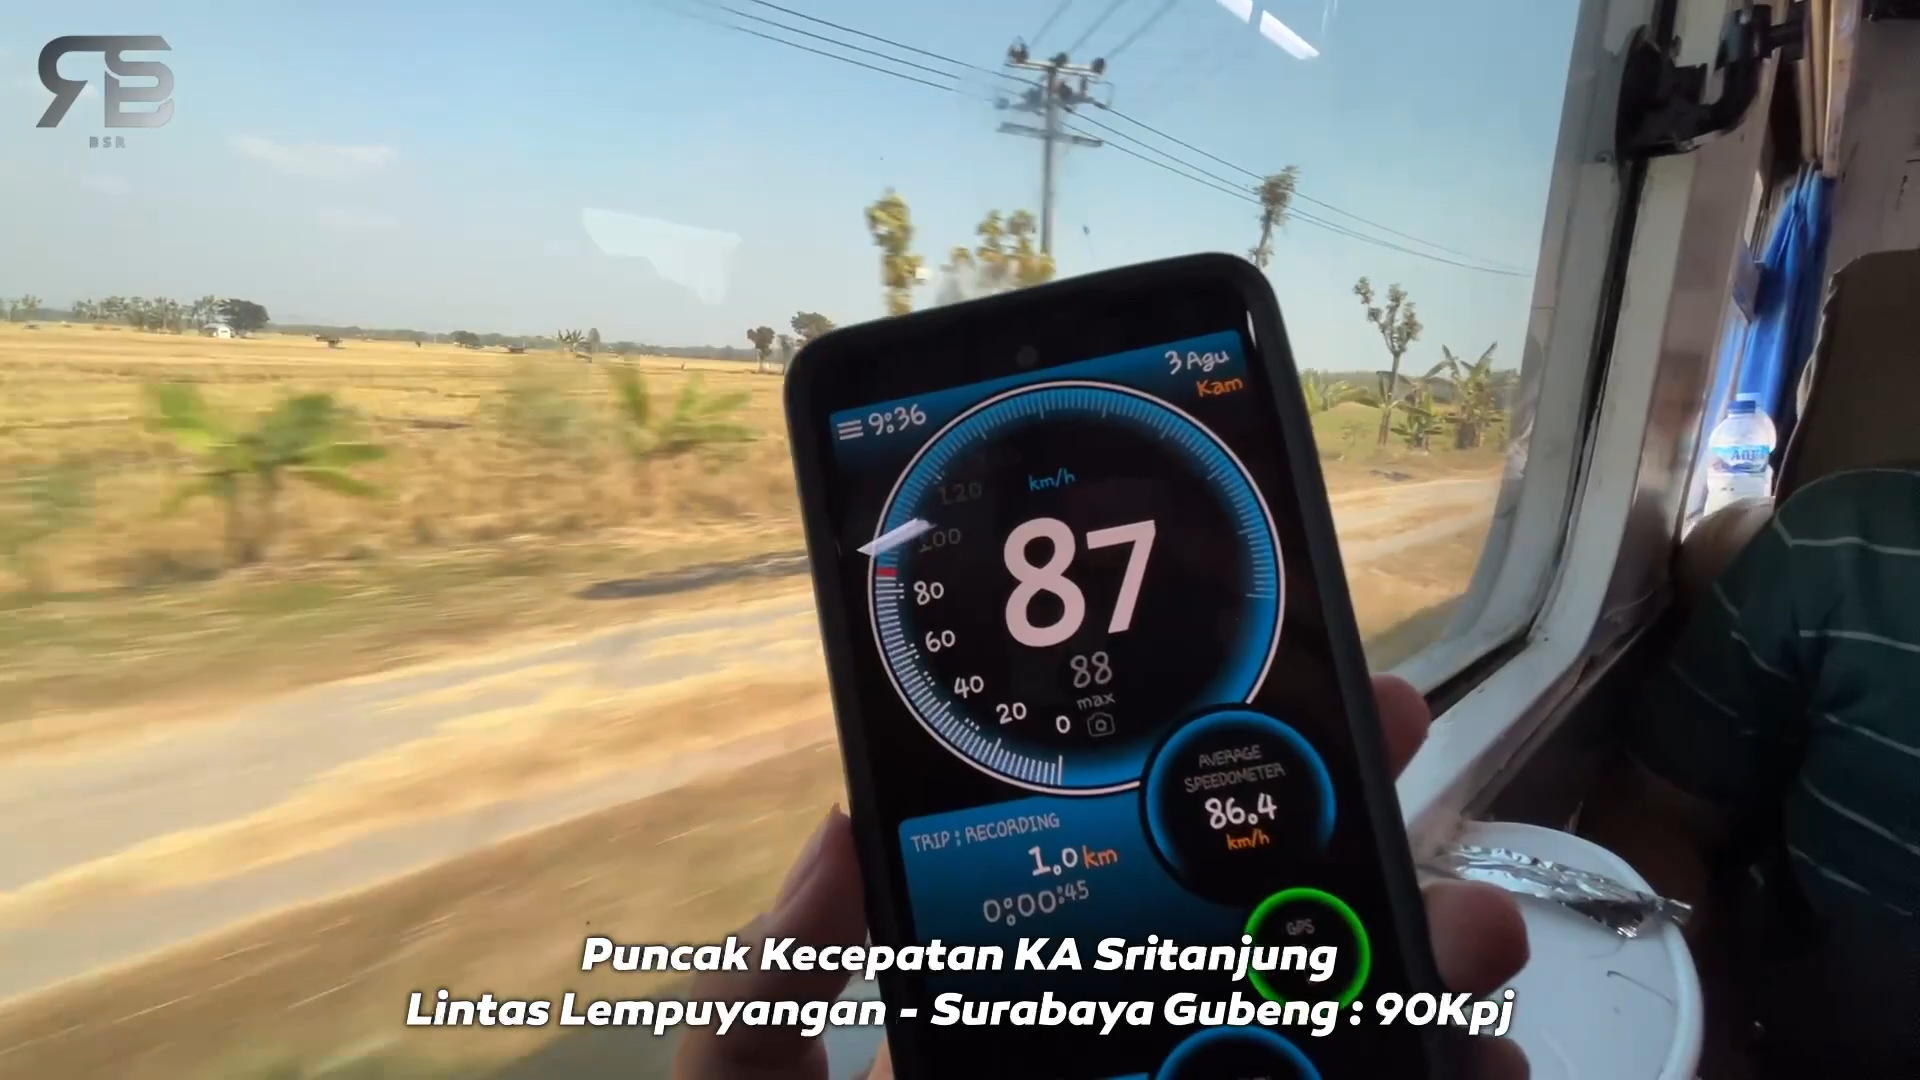 BSR
3 Agu
Kam
9:36
km/h
120
100
80
60
40
20
0
87
88
max
AVERAGE
SPEEDOMETER
86.4
km/h
TRIP : RECORDING
1.0 km
0:00:45
GPS
Puncak Kecepatan KA Sritanjung
Lintas Lempuyangan - Surabaya Gubeng : 90Kpj